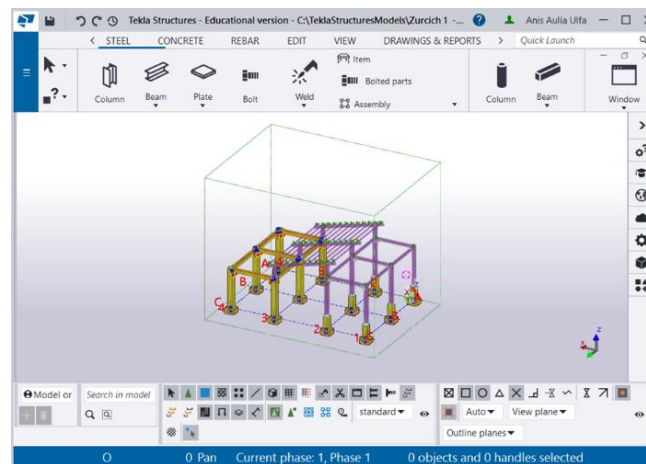 Tekla Structures - Educational version - C:\TeklaStructuresModels\Zurcich 1 -...
Anis Aulia Ulfa
STEEL CONCRETE REBAR EDIT VIEW DRAWINGS & REPORTS Quick Launch
Item
Bolted parts
Assembly
Column Beam Plate Bolt Weld Column Beam Window
A
B
C
4
3
2
1
z
x
Model or
Search in model
standard
Auto
View plane
Outline planes
O 0 Pan Current phase: 1, Phase 1 0 objects and 0 handles selected